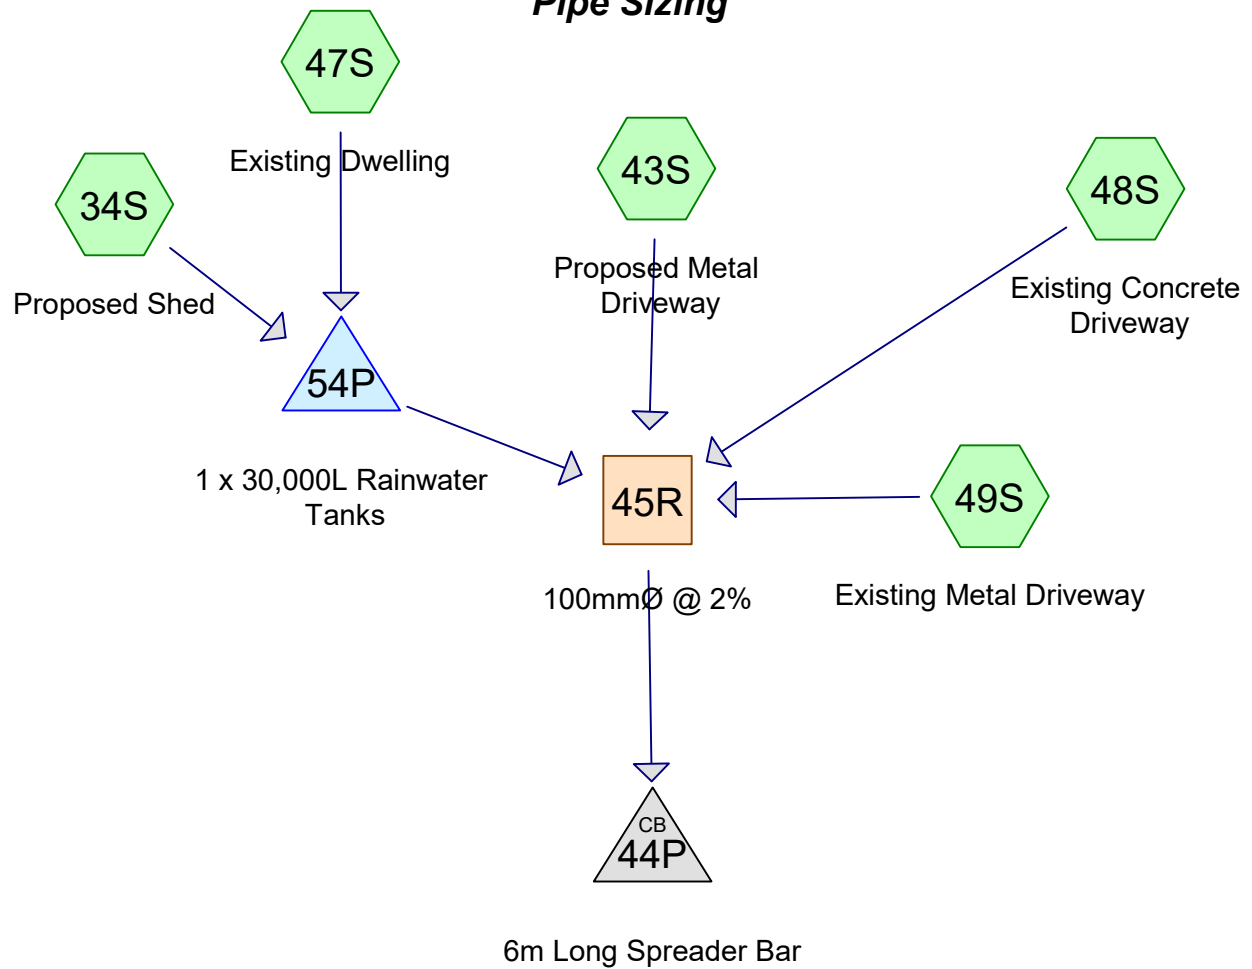 Pipe Sizing
47S
Existing Dwelling
34S
Proposed Shed
43S
Proposed Metal
Driveway
48S
Existing Concrete
Driveway
54P
1 x 30,000L Rainwater
Tanks
45R
100mmØ @ 2%
49S
Existing Metal Driveway
CB
44P
6m Long Spreader Bar